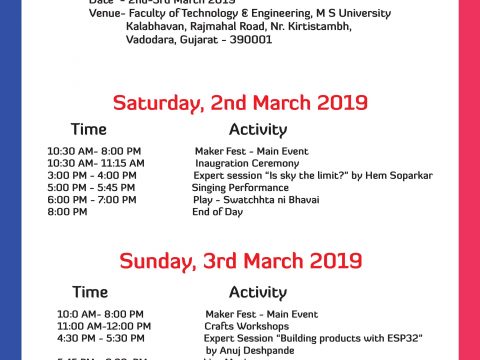 Date - 2nd-3rd March 2019
Venue- Faculty of Technology & Engineering, M S University
Kalabhavan, Rajmahal Road, Nr. Kirtistambh,
Vadodara, Gujarat - 390001
Saturday, 2nd March 2019
Time Activity
10:30 AM- 8:00 PM Maker Fest - Main Event
10:30 AM- 11:15 AM Inaugration Ceremony
3:00 PM - 4:00 PM Expert session "Is sky the limit?" by Hem Soparkar
5:00 PM - 5:45 PM Singing Performance
6:00 PM - 7:00 PM Play - Swatchhta ni Bhavai
8:00 PM End of Day
Sunday, 3rd March 2019
Time Activity
10:0 AM- 8:00 PM Maker Fest - Main Event
11:00 AM-12:00 PM Crafts Workshops
4:30 PM - 5:30 PM Expert Session "Building products with ESP32"
by Anuj Deshpande